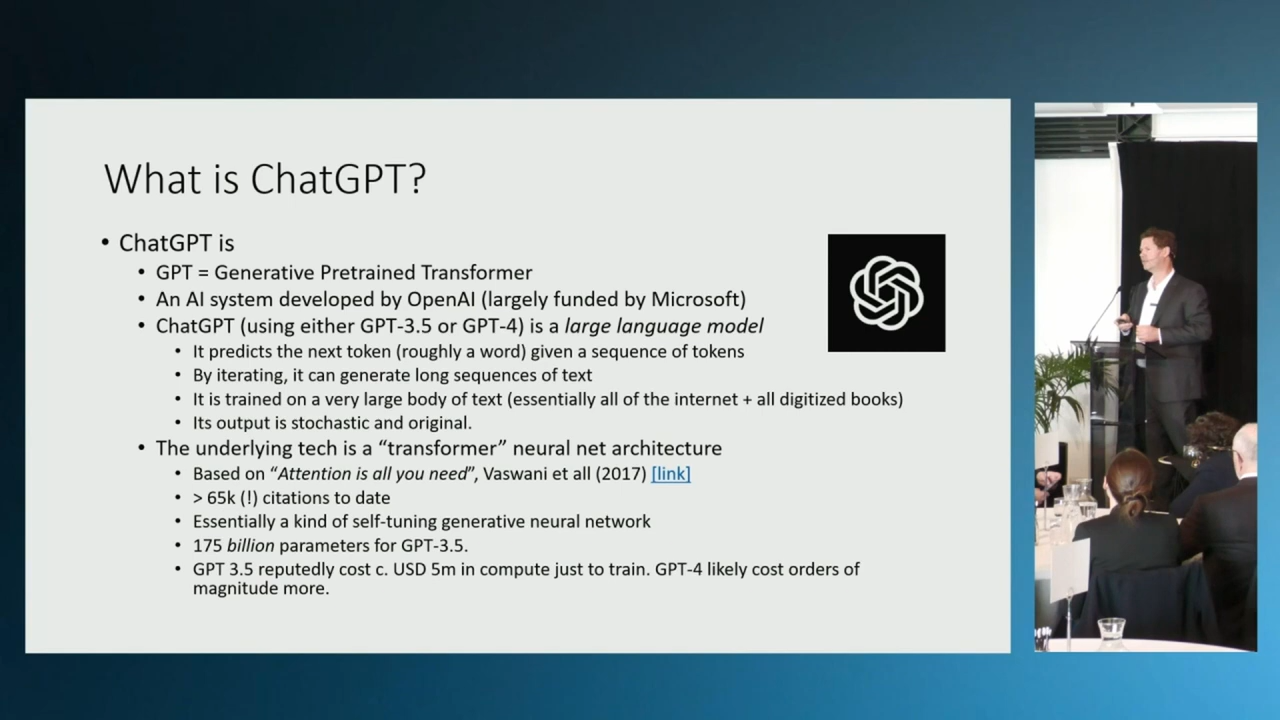 What is ChatGPT?
• ChatGPT is
• GPT = Generative Pretrained Transformer
• An AI system developed by OpenAI (largely funded by Microsoft)
• ChatGPT (using either GPT-3.5 or GPT-4) is a large language model
• It predicts the next token (roughly a word) given a sequence of tokens
• By iterating, it can generate long sequences of text
• It is trained on a very large body of text (essentially all of the internet + all digitized books)
• Its output is stochastic and original.
• The underlying tech is a “transformer” neural net architecture
• Based on “Attention is all you need”, Vaswani et all (2017) [link]
• > 65k (!) citations to date
• Essentially a kind of self-tuning generative neural network
• 175 billion parameters for GPT-3.5.
• GPT 3.5 reputedly cost c. USD 5m in compute just to train. GPT-4 likely cost orders of
magnitude more.